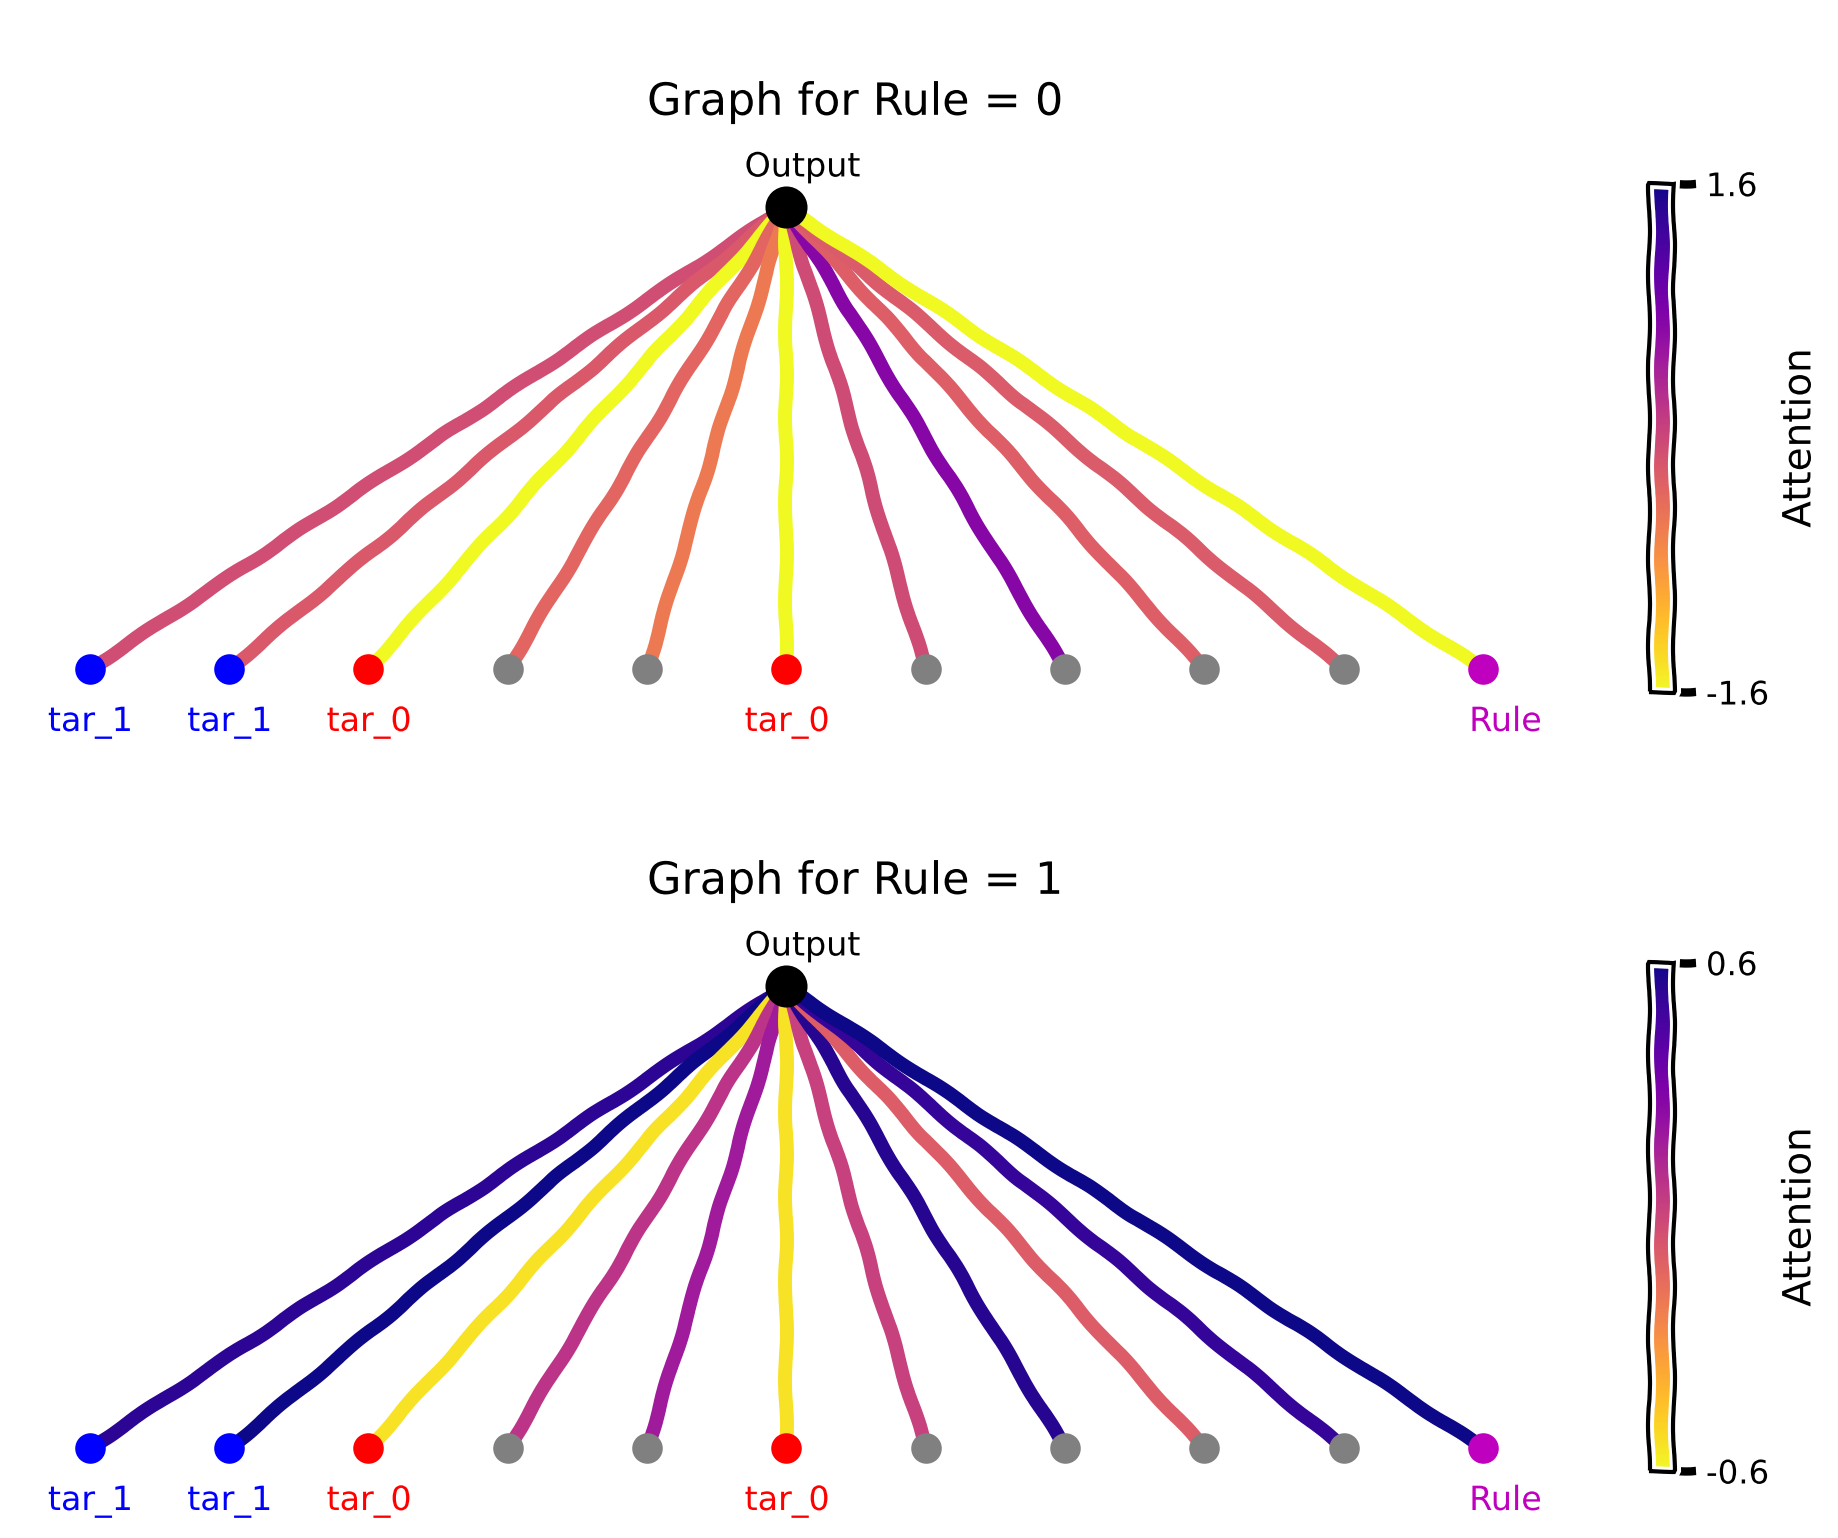 Graph for Rule = 0
Output
1.6
Attention
-1.6
tar_1 tar_1 tar_0 tar_0 Rule
Graph for Rule = 1
Output
0.6
Attention
-0.6
tar_1 tar_1 tar_0 tar_0 Rule